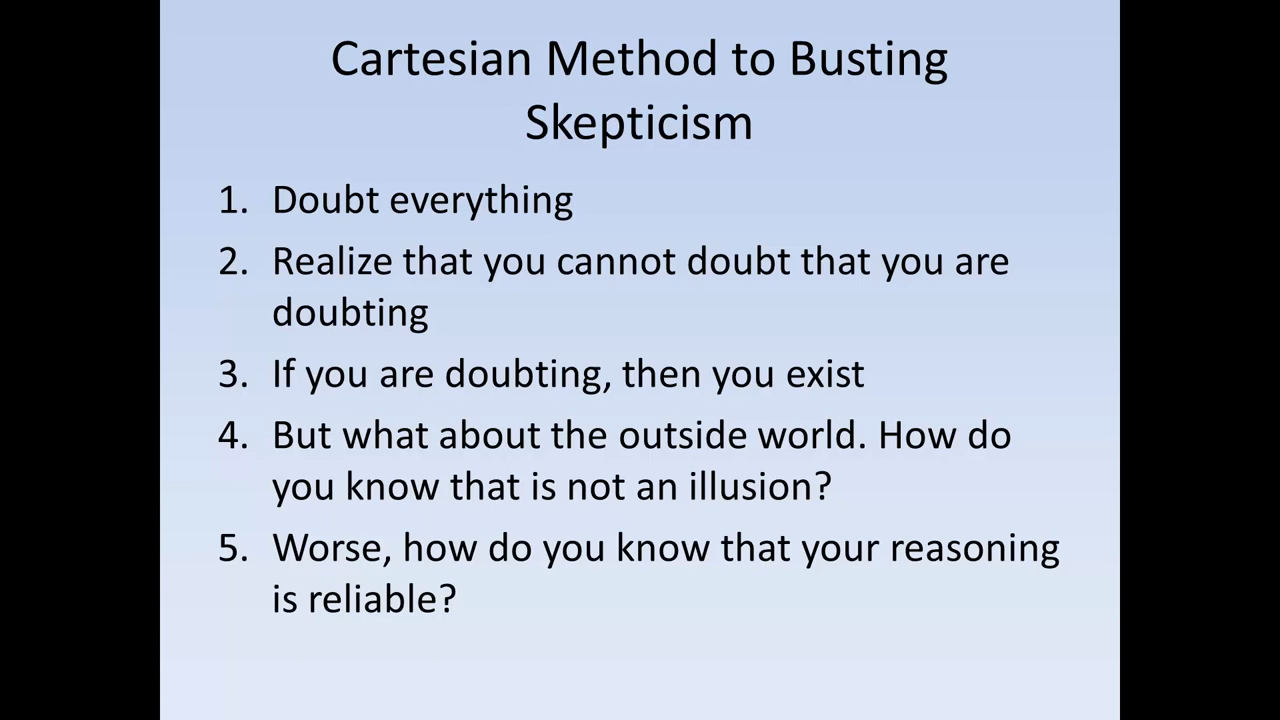 Cartesian Method to Busting
Skepticism
1. Doubt everything
2. Realize that you cannot doubt that you are
doubting
3. If you are doubting, then you exist
4. But what about the outside world. How do
you know that is not an illusion?
5. Worse, how do you know that your reasoning
is reliable?